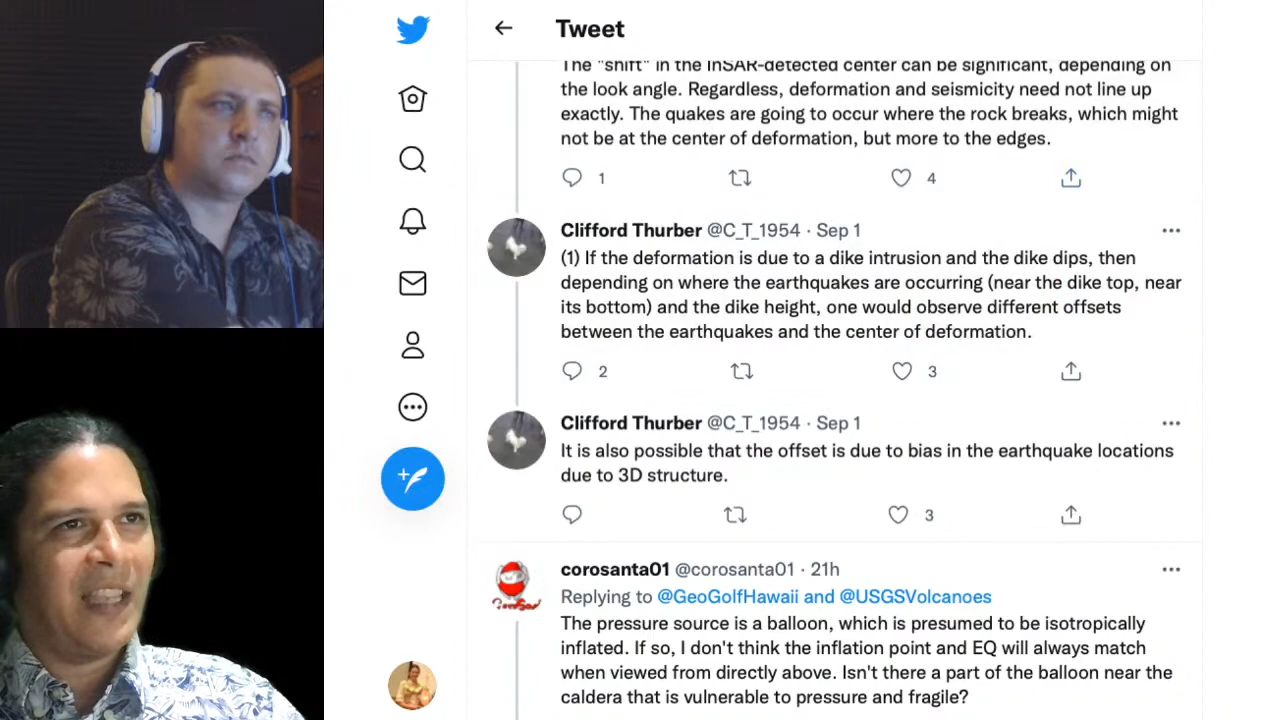 Tweet
The "shift" in the InSAR-detected center can be significant, depending on
the look angle. Regardless, deformation and seismicity need not line up
exactly. The quakes are going to occur where the rock breaks, which might
not be at the center of deformation, but more to the edges.
1 4
Clifford Thurber @C_T_1954 · Sep 1
(1) If the deformation is due to a dike intrusion and the dike dips, then
depending on where the earthquakes are occurring (near the dike top, near
its bottom) and the dike height, one would observe different offsets
between the earthquakes and the center of deformation.
2 3
Clifford Thurber @C_T_1954 · Sep 1
It is also possible that the offset is due to bias in the earthquake locations
due to 3D structure.
3
corosanta01 @corosanta01 · 21h
Replying to @GeoGolfHawaii and @USGSVolcanoes
The pressure source is a balloon, which is presumed to be isotropically
inflated. If so, I don't think the inflation point and EQ will always match
when viewed from directly above. Isn't there a part of the balloon near the
caldera that is vulnerable to pressure and fragile?